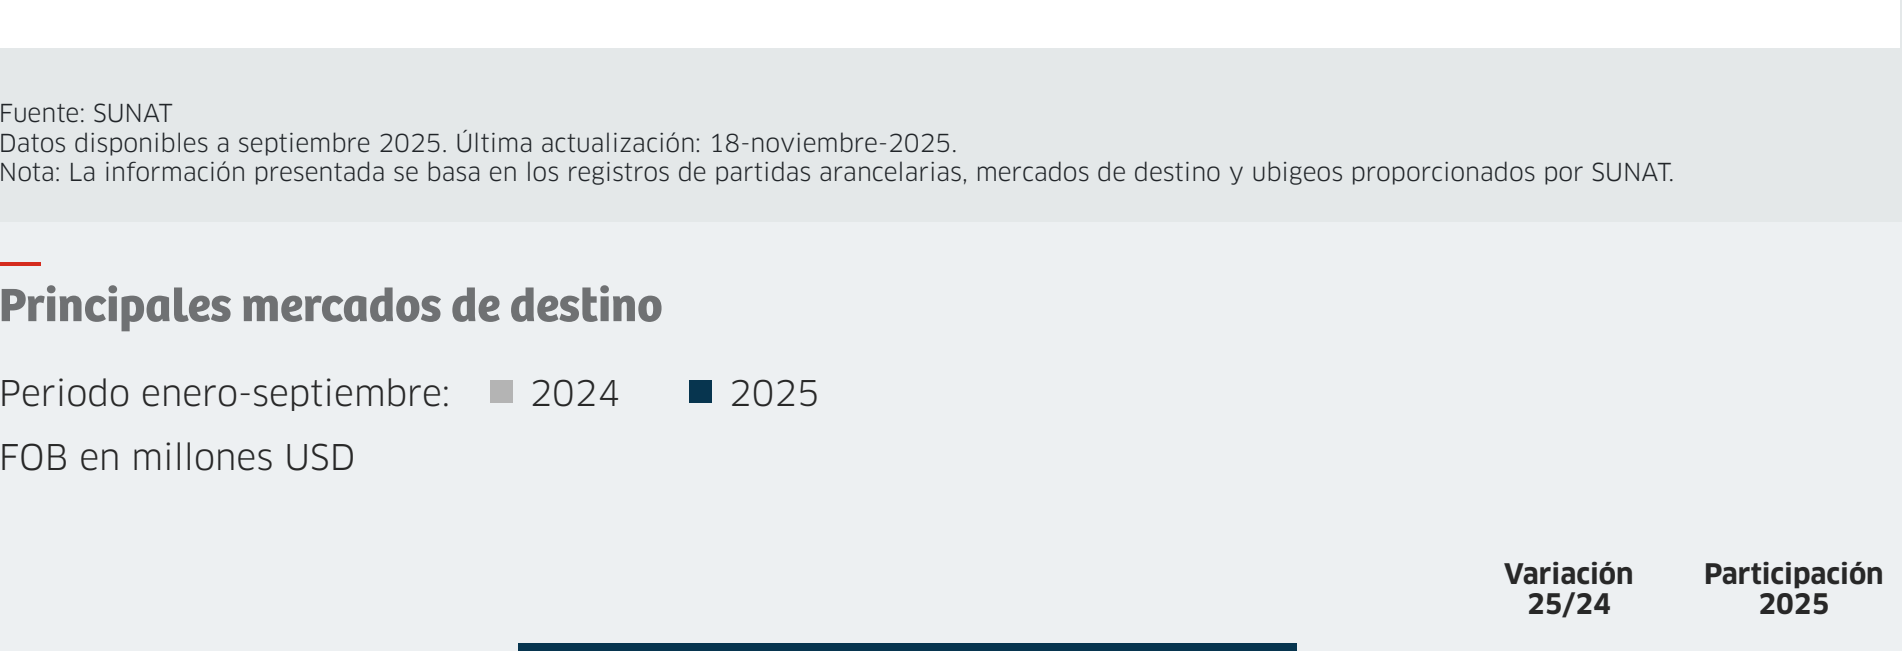 Fuente: SUNAT
Datos disponibles a septiembre 2025. Última actualización: 18-noviembre-2025.
Nota: La información presentada se basa en los registros de partidas arancelarias, mercados de destino y ubigeos proporcionados por SUNAT.
Principales mercados de destino
Periodo enero-septiembre: 2024 2025
FOB en millones USD
Variación Participación
25/24 2025